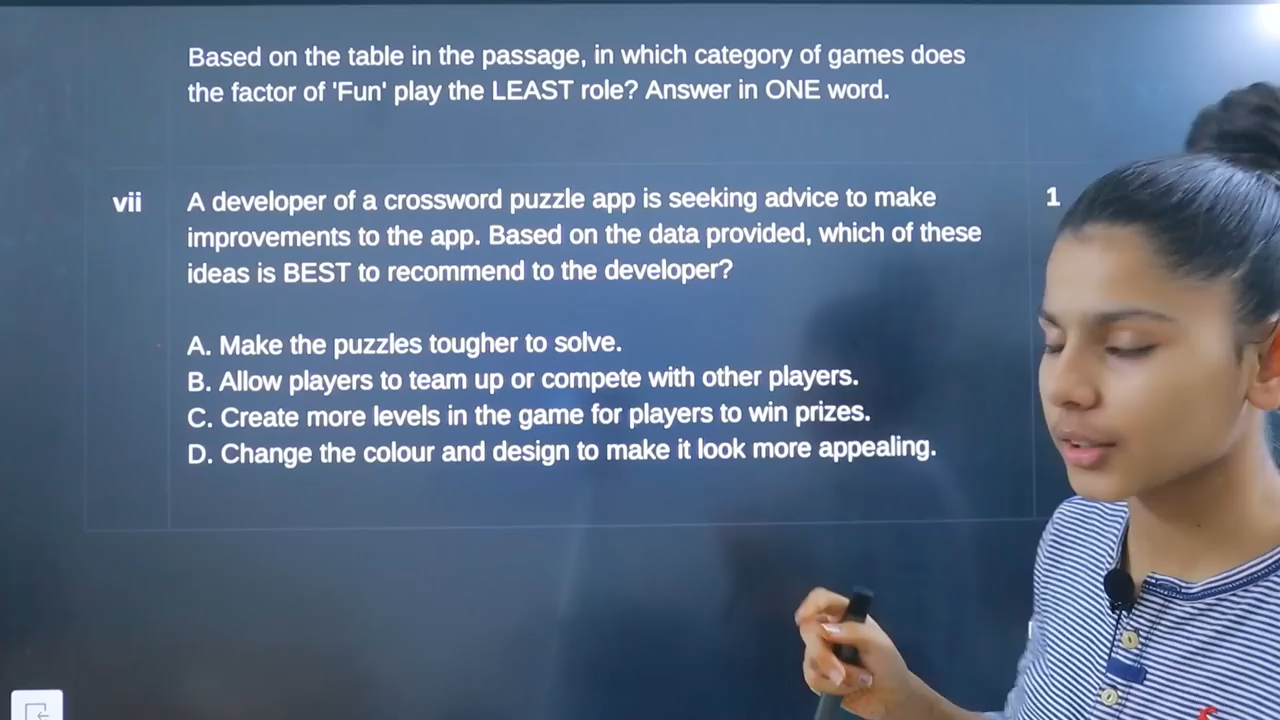 Based on the table in the passage, in which category of games does
the factor of 'Fun' play the LEAST role? Answer in ONE word.
vii
A developer of a crossword puzzle app is seeking advice to make
1
improvements to the app. Based on the data provided, which of these
ideas is BEST to recommend to the developer?
A. Make the puzzles tougher to solve.
B. Allow players to team up or compete with other players.
C. Create more levels in the game for players to win prizes.
D. Change the colour and design to make it look more appealing.